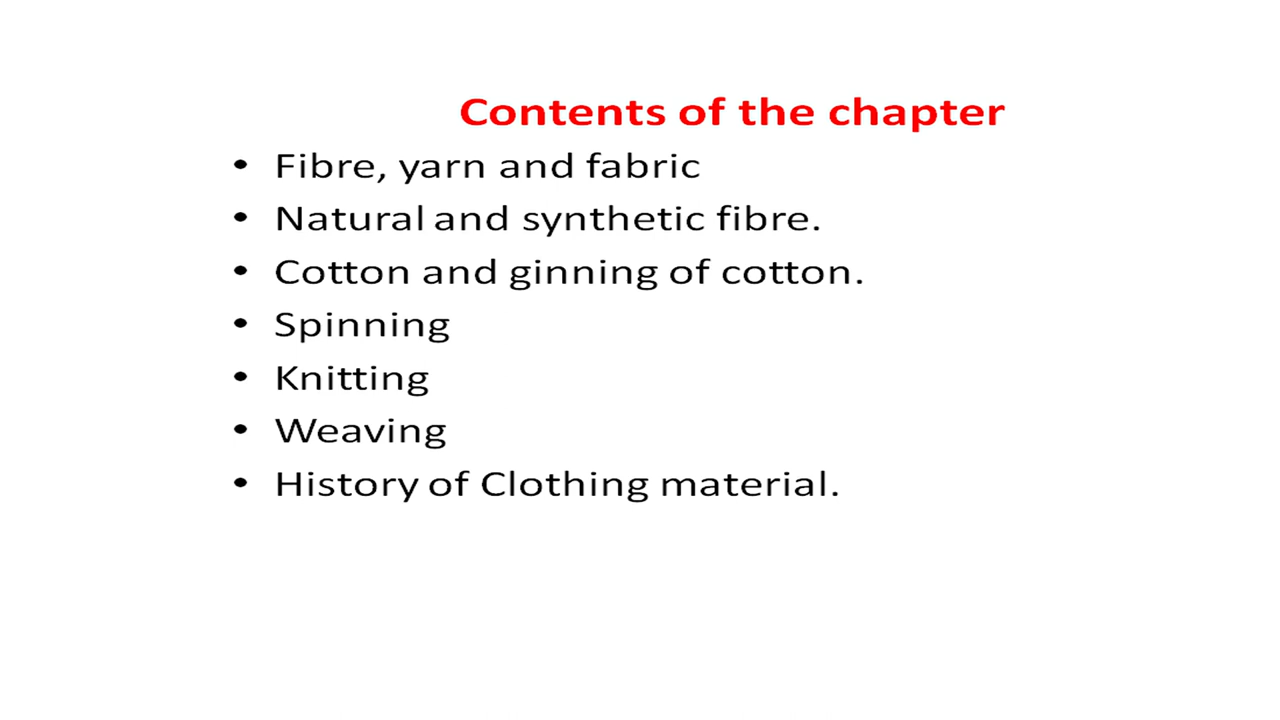 Contents of the chapter
• Fibre, yarn and fabric
• Natural and synthetic fibre.
• Cotton and ginning of cotton.
• Spinning
• Knitting
• Weaving
• History of Clothing material.